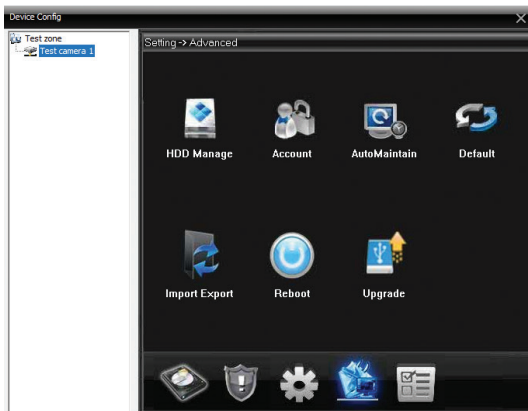 Device Config
Test zone
Test camera 1
Setting -> Advanced
HDD Manage
Account
AutoMaintain
Default
Import Export
Reboot
Upgrade